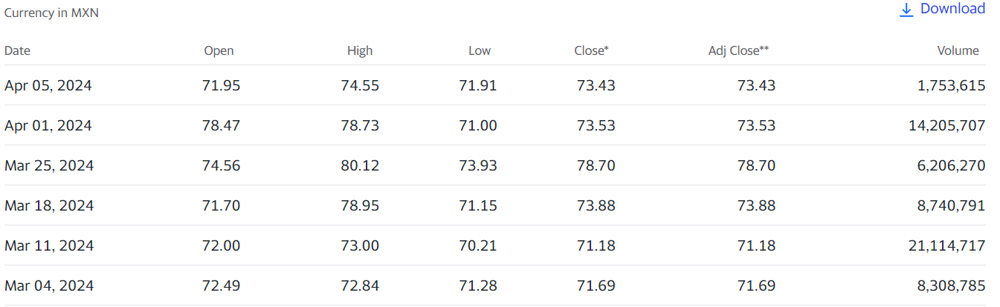 Currency in MXN Download
Date Open High Low Close* Adj Close** Volume
Apr 05, 2024 71.95 74.55 71.91 73.43 73.43 1,753,615
Apr 01, 2024 78.47 78.73 71.00 73.53 73.53 14,205,707
Mar 25, 2024 74.56 80.12 73.93 78.70 78.70 6,206,270
Mar 18, 2024 71.70 78.95 71.15 73.88 73.88 8,740,791
Mar 11, 2024 72.00 73.00 70.21 71.18 71.18 21,114,717
Mar 04, 2024 72.49 72.84 71.28 71.69 71.69 8,308,785